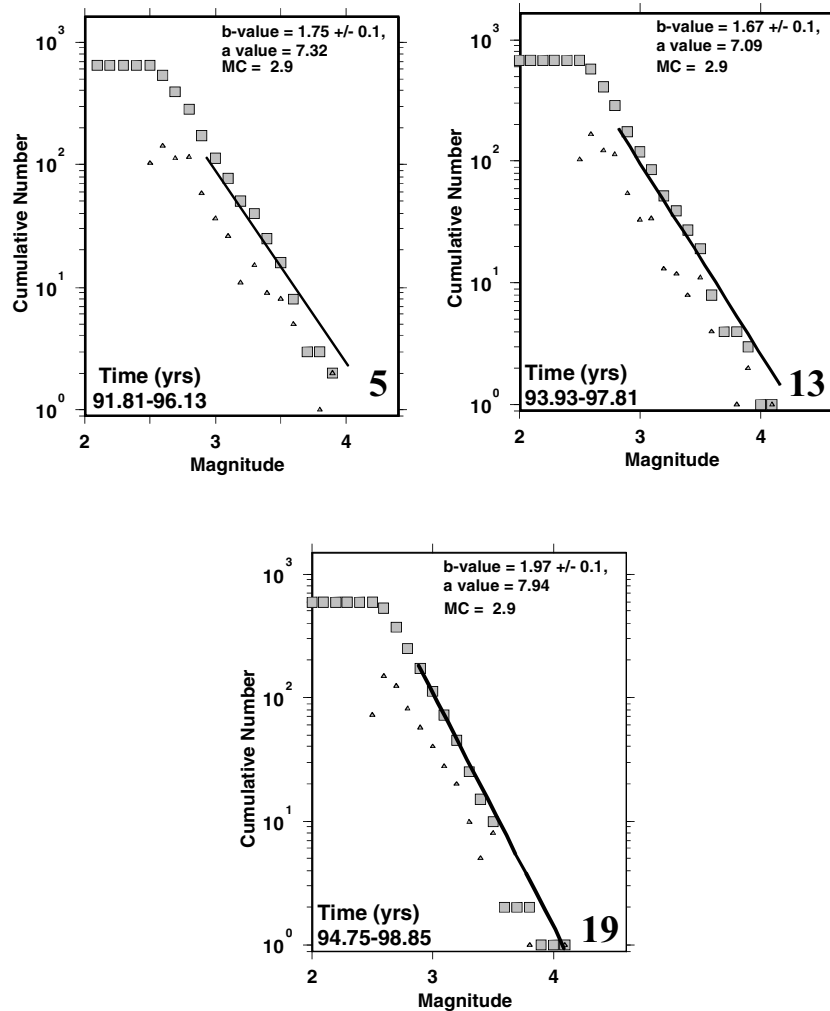 b-value = 1.75 +/- 0.1,
a value = 7.32
MC = 2.9
10³
10²
10¹
10⁰
Cumulative Number
Time (yrs)
91.81-96.13
5
2 3 4
Magnitude
b-value = 1.67 +/- 0.1,
a value = 7.09
MC = 2.9
10³
10²
10¹
10⁰
Cumulative Number
Time (yrs)
93.93-97.81
13
2 3 4
Magnitude
b-value = 1.97 +/- 0.1,
a value = 7.94
MC = 2.9
10³
10²
10¹
10⁰
Cumulative Number
Time (yrs)
94.75-98.85
19
2 3 4
Magnitude